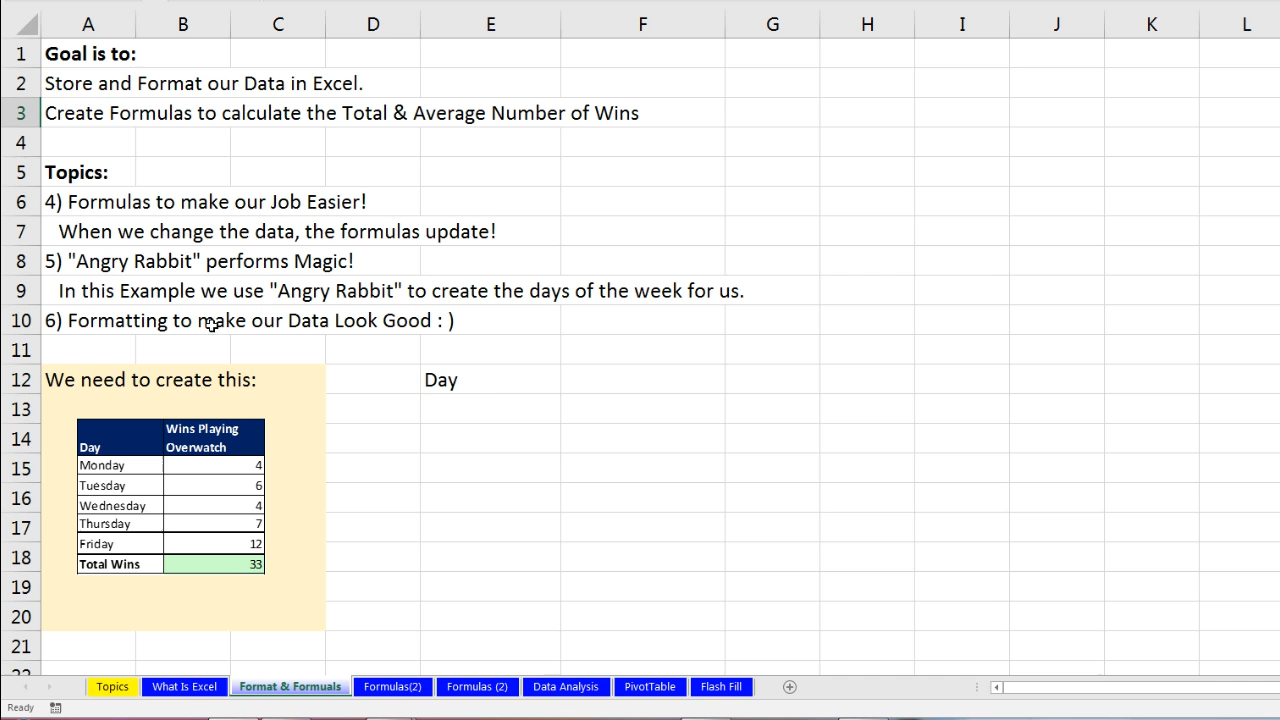 A B C D E F G H I J K L
1 Goal is to:
2 Store and Format our Data in Excel.
3 Create Formulas to calculate the Total & Average Number of Wins
4
5 Topics:
6 4) Formulas to make our Job Easier!
7 When we change the data, the formulas update!
8 5) "Angry Rabbit" performs Magic!
9 In this Example we use "Angry Rabbit" to create the days of the week for us.
10 6) Formatting to make our Data Look Good : )
11
12 We need to create this: Day
13
14
15
16
17
18
19
20
21
Wins Playing
Day Overwatch
Monday 4
Tuesday 6
Wednesday 4
Thursday 7
Friday 12
Total Wins 33
Topics What Is Excel Format & Formuals Formulas(2) Formulas (2) Data Analysis PivotTable Flash Fill
Ready